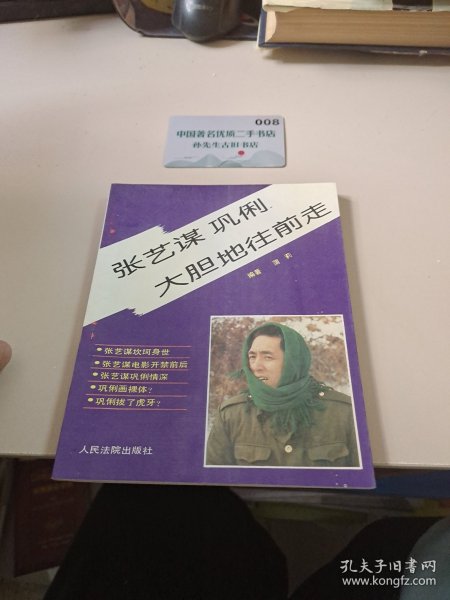 008
中国著名优质二手书店
孙先生古旧书店
张艺谋 巩俐
大胆地往前走
编著 蒲莉
•张艺谋坎坷身世
•张艺谋电影开禁前后
•张艺谋巩俐情深
•巩俐画裸体?
•巩俐拔了虎牙?
人民法院出版社
孔夫子旧书网
www.kongfz.com